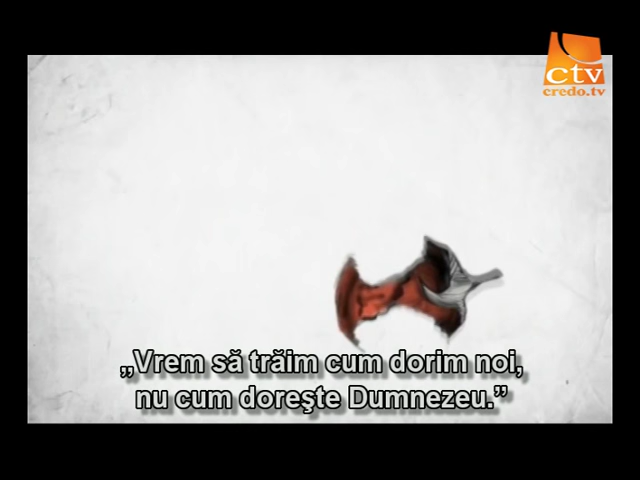 ctv
credo.tv
„Vrem să trăim cum dorim noi,
nu cum doreşte Dumnezeu.”